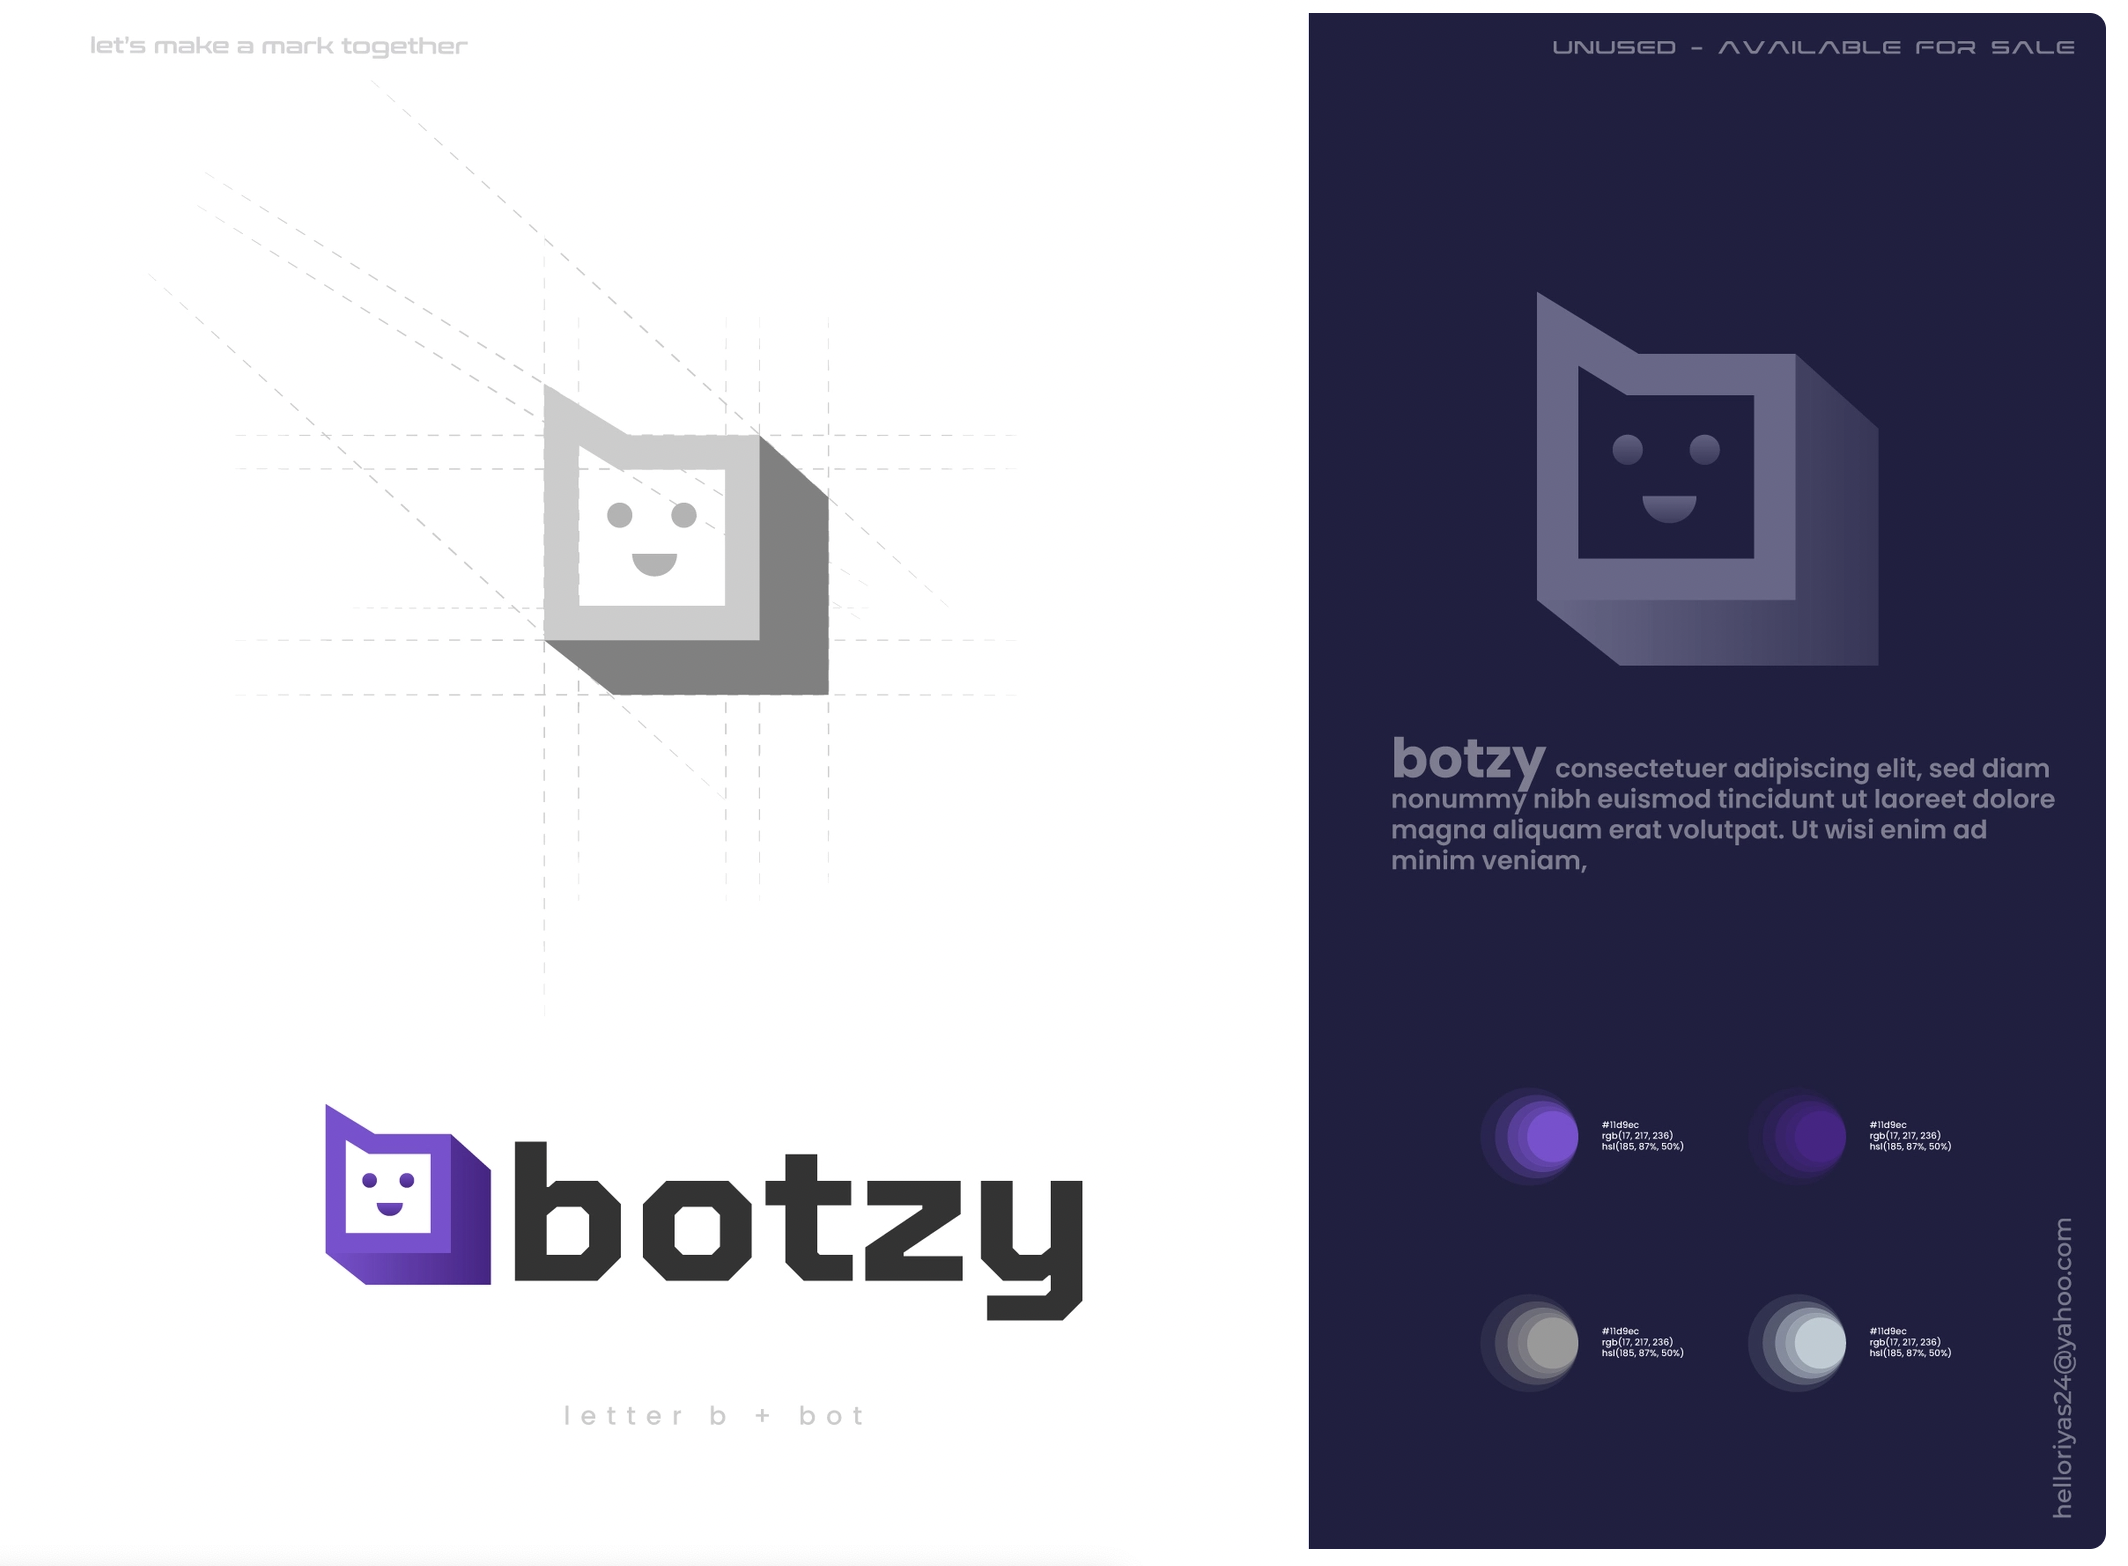 let's make a mark together
botzy
letter b + bot
UNUSED - AVAILABLE FOR SALE
botzy consectetuer adipiscing elit, sed diam
nonummy nibh euismod tincidunt ut laoreet dolore
magna aliquam erat volutpat. Ut wisi enim ad
minim veniam,
#11d9ec
rgb(17, 217, 236)
hsl(185, 87%, 50%)
#11d9ec
rgb(17, 217, 236)
hsl(185, 87%, 50%)
#11d9ec
rgb(17, 217, 236)
hsl(185, 87%, 50%)
#11d9ec
rgb(17, 217, 236)
hsl(185, 87%, 50%)
helloriyas24@yahoo.com